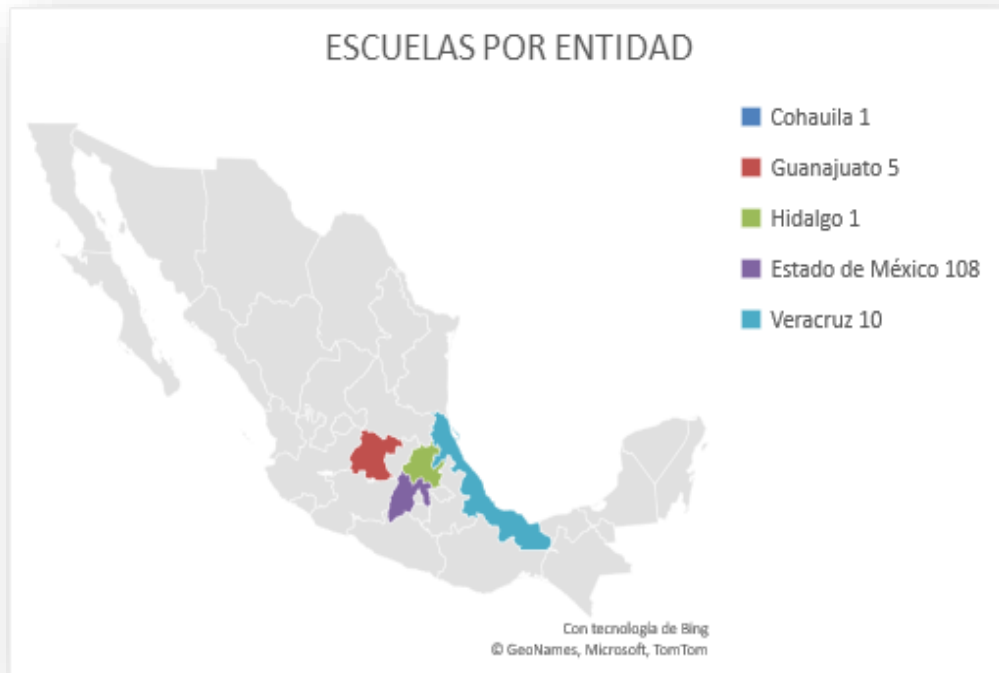 ESCUELAS POR ENTIDAD
Cohauila 1
Guanajuato 5
Hidalgo 1
Estado de México 108
Veracruz 10
Con tecnología de Bing
© GeoNames, Microsoft, TomTom